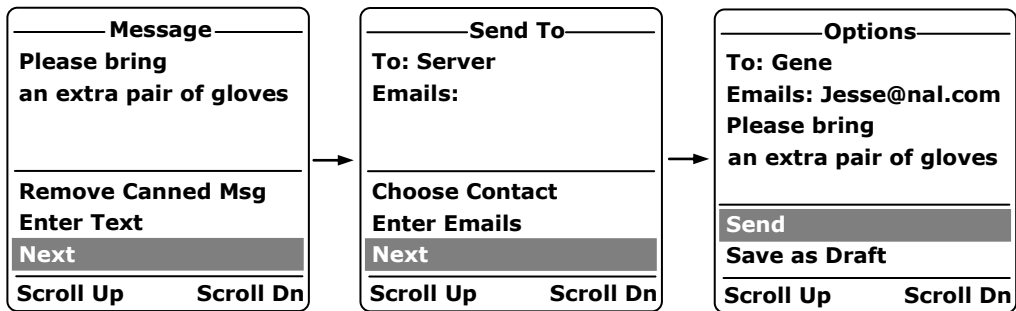 Message
Please bring
an extra pair of gloves
Remove Canned Msg
Enter Text
Next
Scroll Up Scroll Dn
Send To
To: Server
Emails:
Choose Contact
Enter Emails
Next
Scroll Up Scroll Dn
Options
To: Gene
Emails: Jesse@nal.com
Please bring
an extra pair of gloves
Send
Save as Draft
Scroll Up Scroll Dn